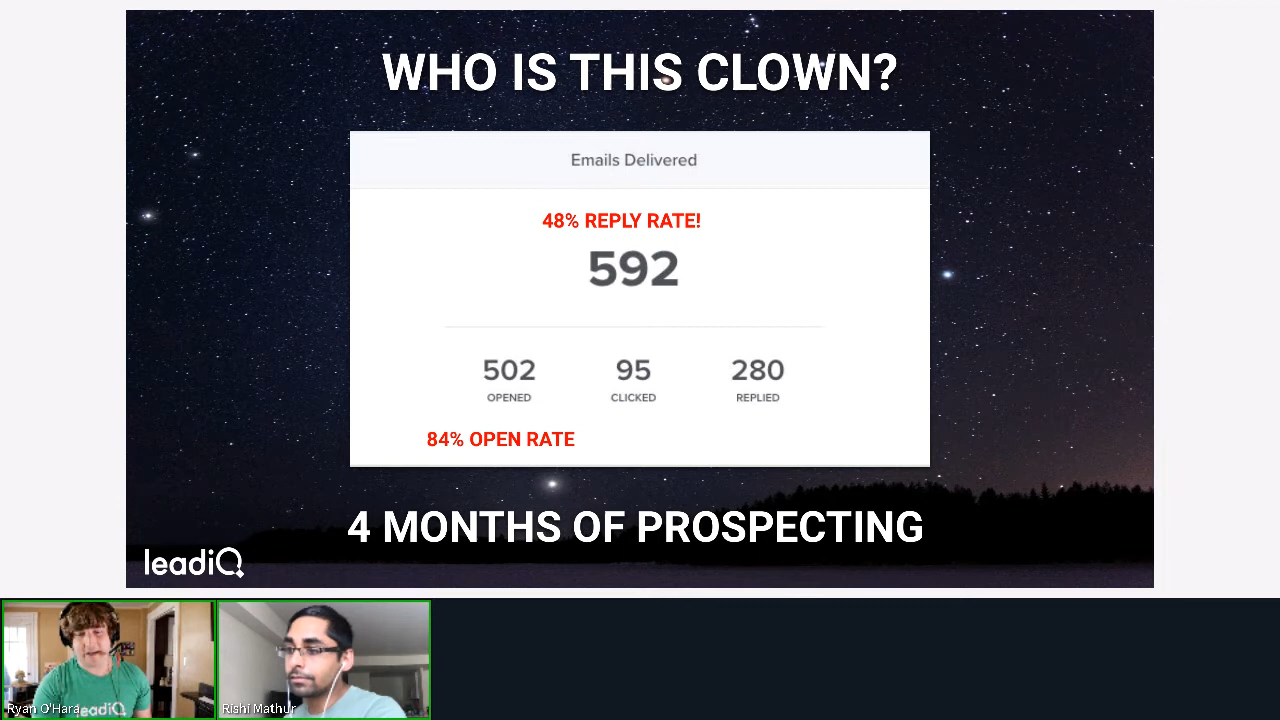 WHO IS THIS CLOWN?
Emails Delivered
48% REPLY RATE!
592
502 95 280
OPENED CLICKED REPLIED
84% OPEN RATE
4 MONTHS OF PROSPECTING
leadiQ
Ryan O'Hara
leadiQ
Rishi Mathur